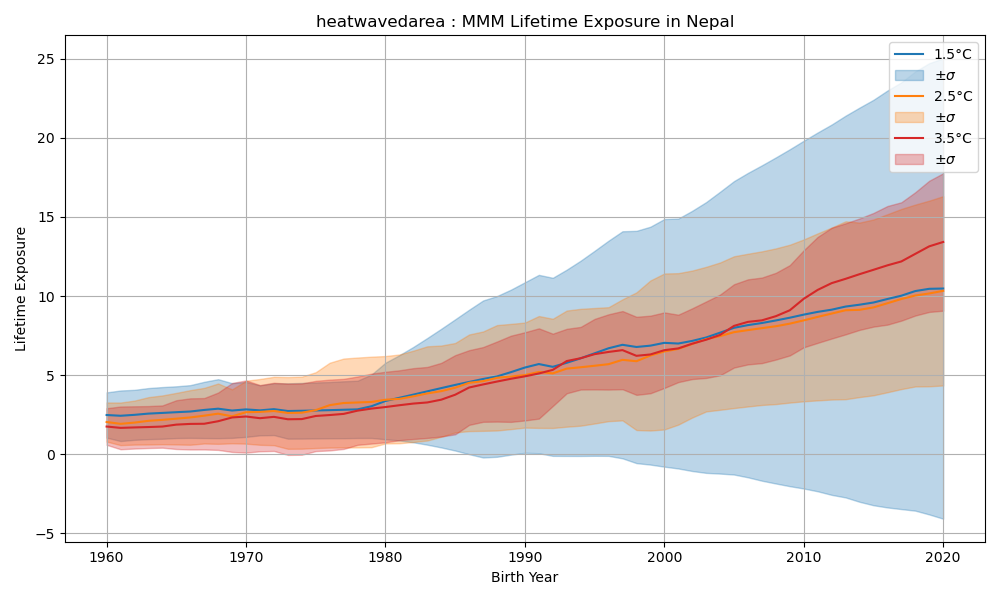 heatwavedarea : MMM Lifetime Exposure in Nepal
1.5°C
±σ
2.5°C
±σ
3.5°C
±σ
Lifetime Exposure
25
20
15
10
5
0
−5
1960 1970 1980 1990 2000 2010 2020
Birth Year